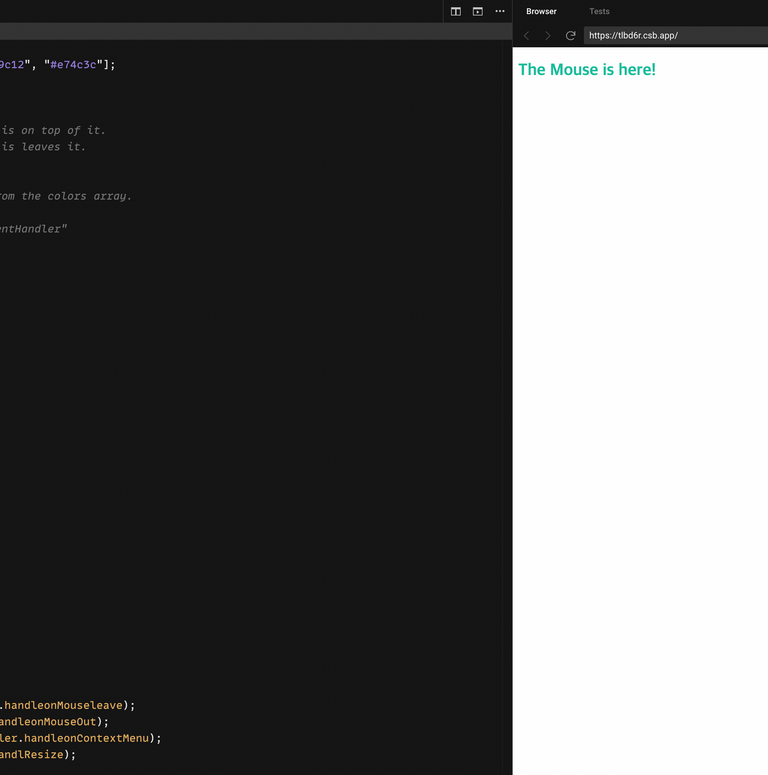 Browser Tests
https://tlbd6r.csb.app/
The Mouse is here!
9c12", "#e74c3c"];
is on top of it.
is leaves it.
om the colors array.
entHandler"
.handleonMouseleave);
andleonMouseOut);
ler.handleonContextMenu);
andlResize);